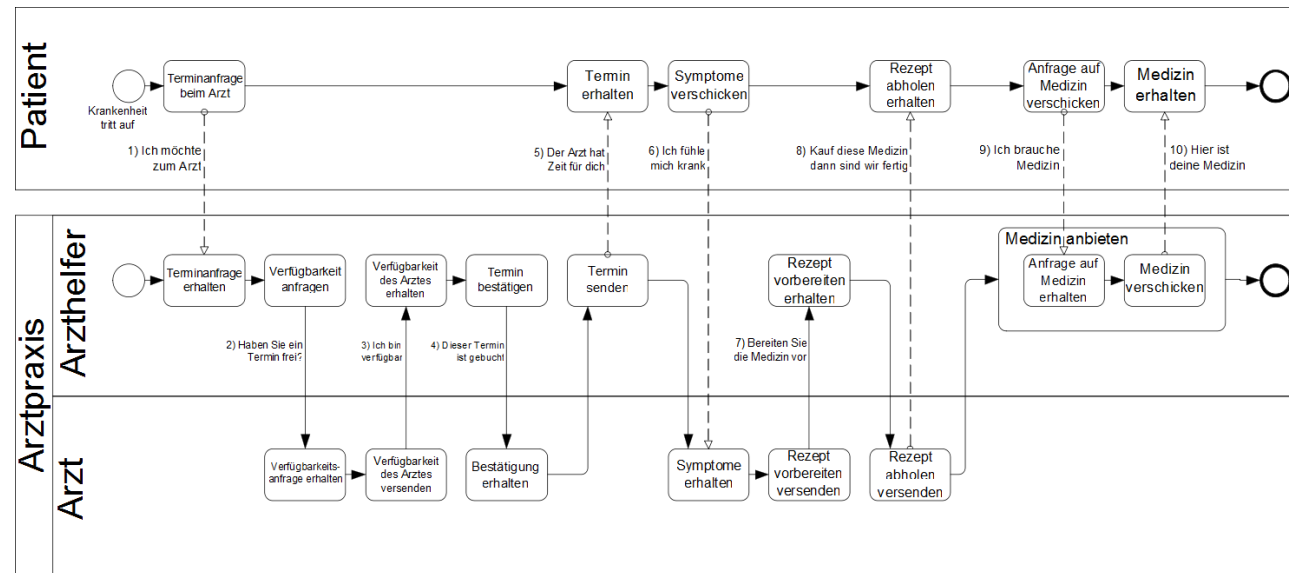 Patient
Krankenheit
tritt auf
Terminanfrage
beim Arzt
Termin
erhalten
Symptome
verschicken
Rezept
abholen
erhalten
Anfrage auf
Medizin
verschicken
Medizin
erhalten
1) Ich möchte
zum Arzt
5) Der Arzt hat
Zeit für dich
6) Ich fühle
mich krank
8) Kauf diese Medizin
dann sind wir fertig
9) Ich brauche
Medizin
10) Hier ist
deine Medizin
Arztpraxis
Arzthelfer
Terminanfrage
erhalten
Verfügbarkeit
anfragen
Verfügbarkeit
des Arztes
erhalten
Termin
bestätigen
Termin
senden
Rezept
vorbereiten
erhalten
Medizin anbieten
Anfrage auf
Medizin
erhalten
Medizin
verschicken
2) Haben Sie ein
Termin frei?
3) Ich bin
verfügbar
4) Dieser Termin
ist gebucht
7) Bereiten Sie
die Medizin vor
Arzt
Verfügbarkeits-
anfrage erhalten
Verfügbarkeit
des Arztes
versenden
Bestätigung
erhalten
Symptome
erhalten
Rezept
vorbereiten
versenden
Rezept
abholen
versenden